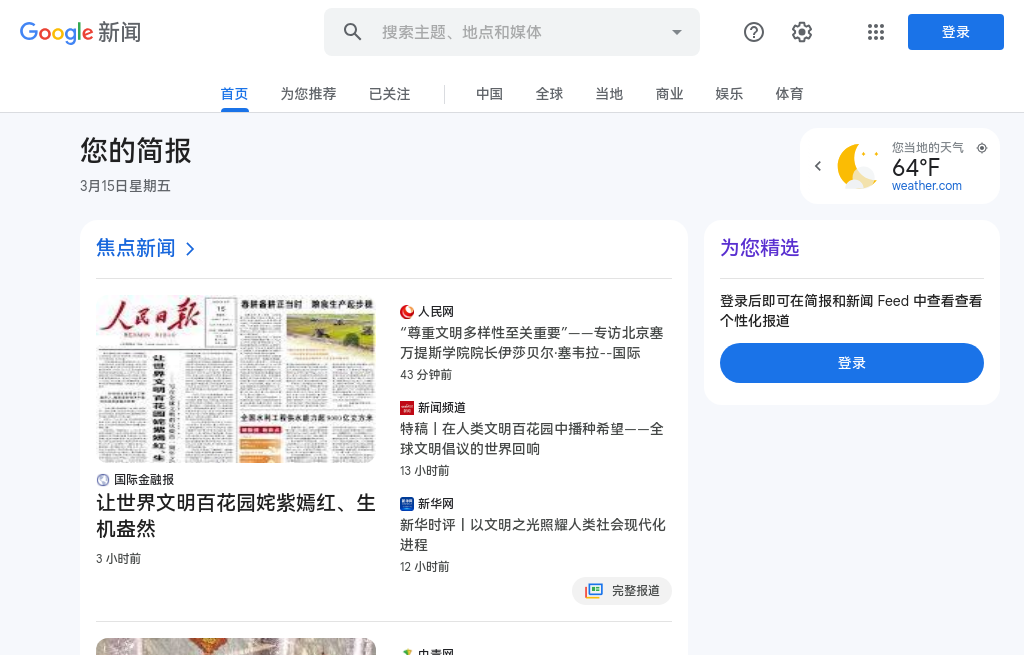 Google 新闻
搜索主题、地点和媒体
登录
首页
为您推荐
已关注
中国
全球
当地
商业
娱乐
体育
您的简报
3月15日星期五
您当地的天气
64°F
weather.com
焦点新闻
人民日报
15
春耕备耕正当时 粮食生产起步稳
让世界文明百花园姹紫嫣红、生
全国水利工程供水能力超9000亿立方米
国际金融报
让世界文明百花园姹紫嫣红、生
机盎然
3 小时前
人民网
“尊重文明多样性至关重要”——专访北京塞
万提斯学院院长伊莎贝尔·塞韦拉--国际
43 分钟前
新闻频道
特稿丨在人类文明百花园中播种希望——全
球文明倡议的世界回响
13 小时前
新华网
新华时评丨以文明之光照耀人类社会现代化
进程
12 小时前
完整报道
中青网
为您精选
登录后即可在简报和新闻 Feed 中查看查看
个性化报道
登录